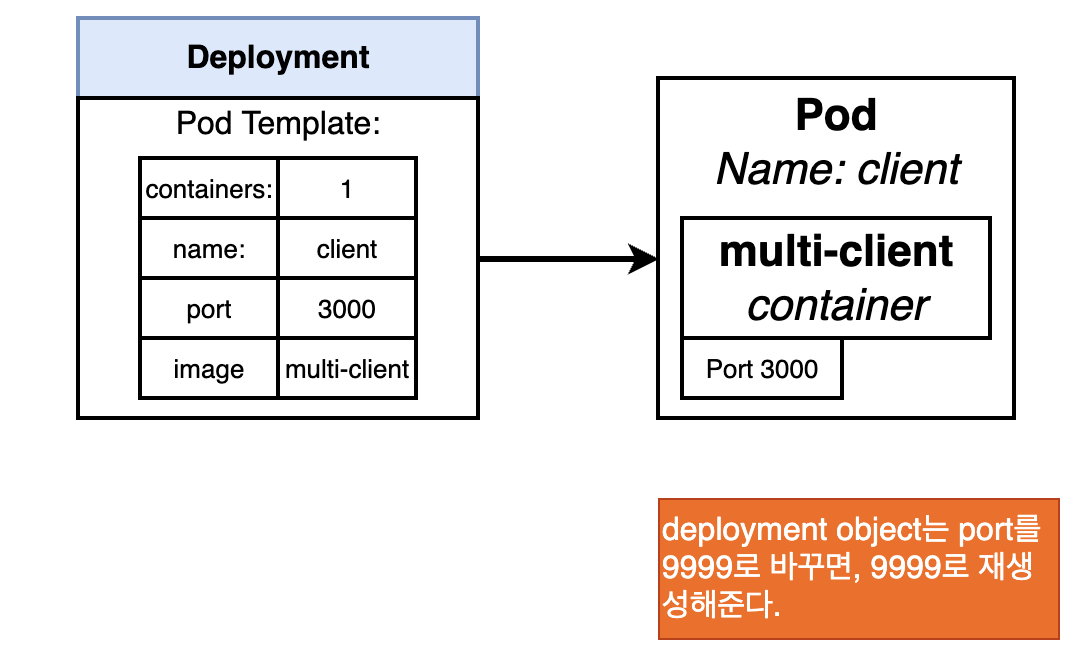 Deployment
Pod Template:
containers: 1
name: client
port 3000
image multi-client
Pod
Name: client
multi-client
container
Port 3000
deployment object는 port를
9999로 바꾸면, 9999로 재생
성해준다.